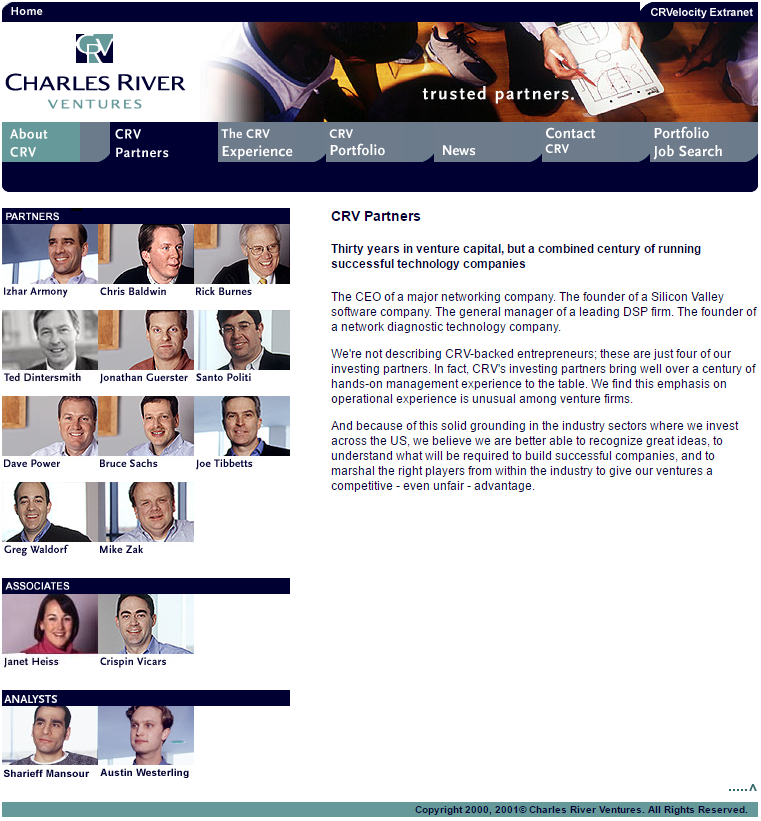 Home
CRVelocity Extranet
CRV
CHARLES RIVER
VENTURES
trusted partners.
About
CRV
CRV
Partners
The CRV
Experience
CRV
Portfolio
News
Contact
CRV
Portfolio
Job Search
PARTNERS
Izhar Armony
Chris Baldwin
Rick Burnes
Ted Dintersmith
Jonathan Guerster
Santo Politi
Dave Power
Bruce Sachs
Joe Tibbetts
Greg Waldorf
Mike Zak
ASSOCIATES
Janet Heiss
Crispin Vicars
ANALYSTS
Sharieff Mansour
Austin Westerling
CRV Partners
Thirty years in venture capital, but a combined century of running
successful technology companies
The CEO of a major networking company. The founder of a Silicon Valley
software company. The general manager of a leading DSP firm. The founder of
a network diagnostic technology company.
We're not describing CRV-backed entrepreneurs; these are just four of our
investing partners. In fact, CRV's investing partners bring well over a century of
hands-on management experience to the table. We find this emphasis on
operational experience is unusual among venture firms.
And because of this solid grounding in the industry sectors where we invest
across the US, we believe we are better able to recognize great ideas, to
understand what will be required to build successful companies, and to
marshal the right players from within the industry to give our ventures a
competitive - even unfair - advantage.
.....^
Copyright 2000, 2001© Charles River Ventures. All Rights Reserved.